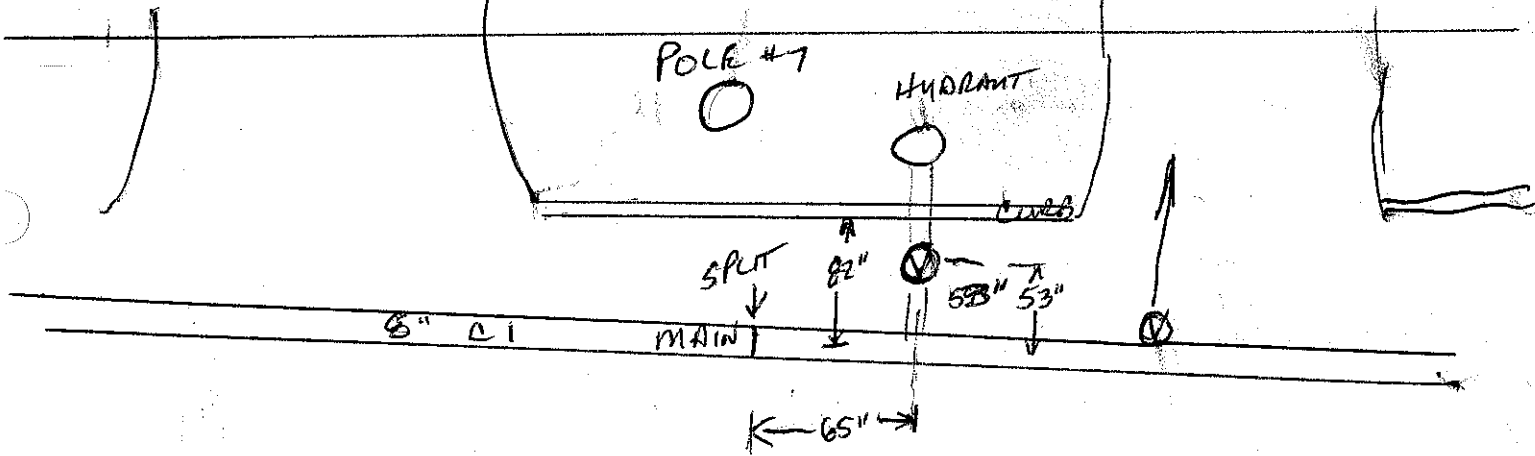 POLE #7
HYDRANT
CURB
SPLIT
82"
53"
8" CI MAIN
65"